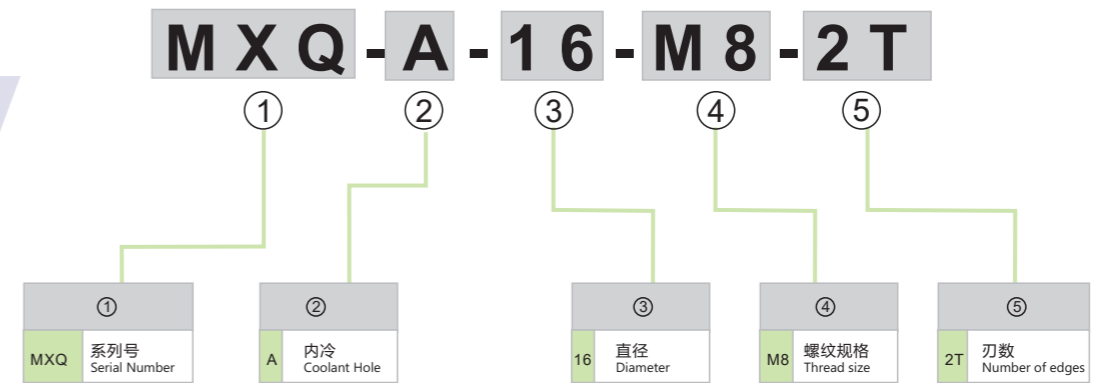 MXQ-A-16-M8-2T
① ② ③ ④ ⑤
① ② ③ ④ ⑤
MXQ 系列号 A 内冷 16 直径 M8 螺纹规格 2T 刃数
Serial Number Coolant Hole Diameter Thread size Number of edges